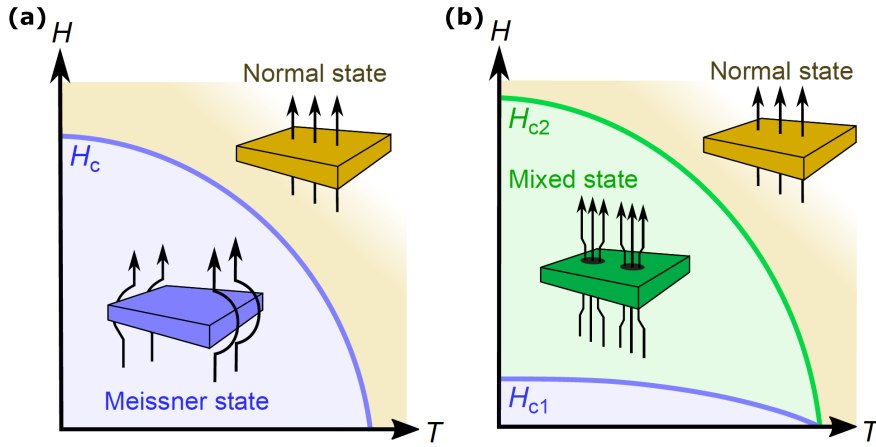 (a)
H
Normal state
Hc
Meissner state
T
(b)
H
Normal state
Hc2
Mixed state
Hc1
T